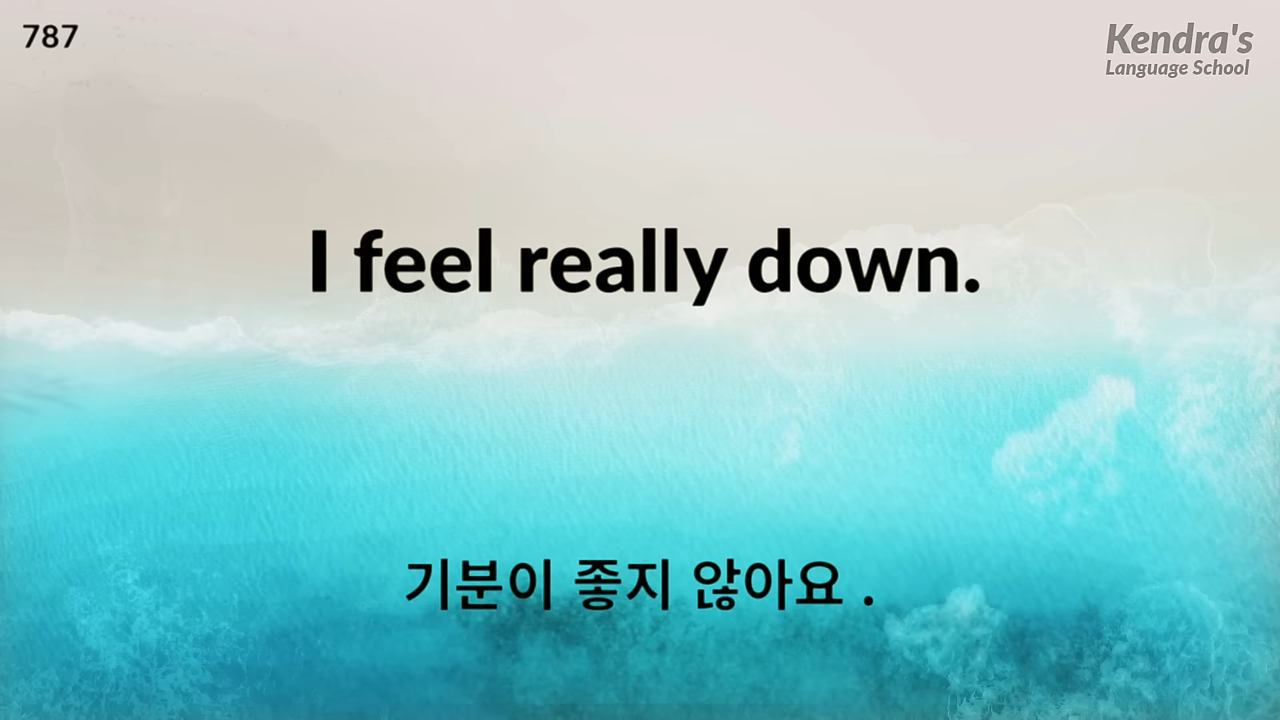 787
Kendra's
Language School
I feel really down.
기분이 좋지 않아요 .